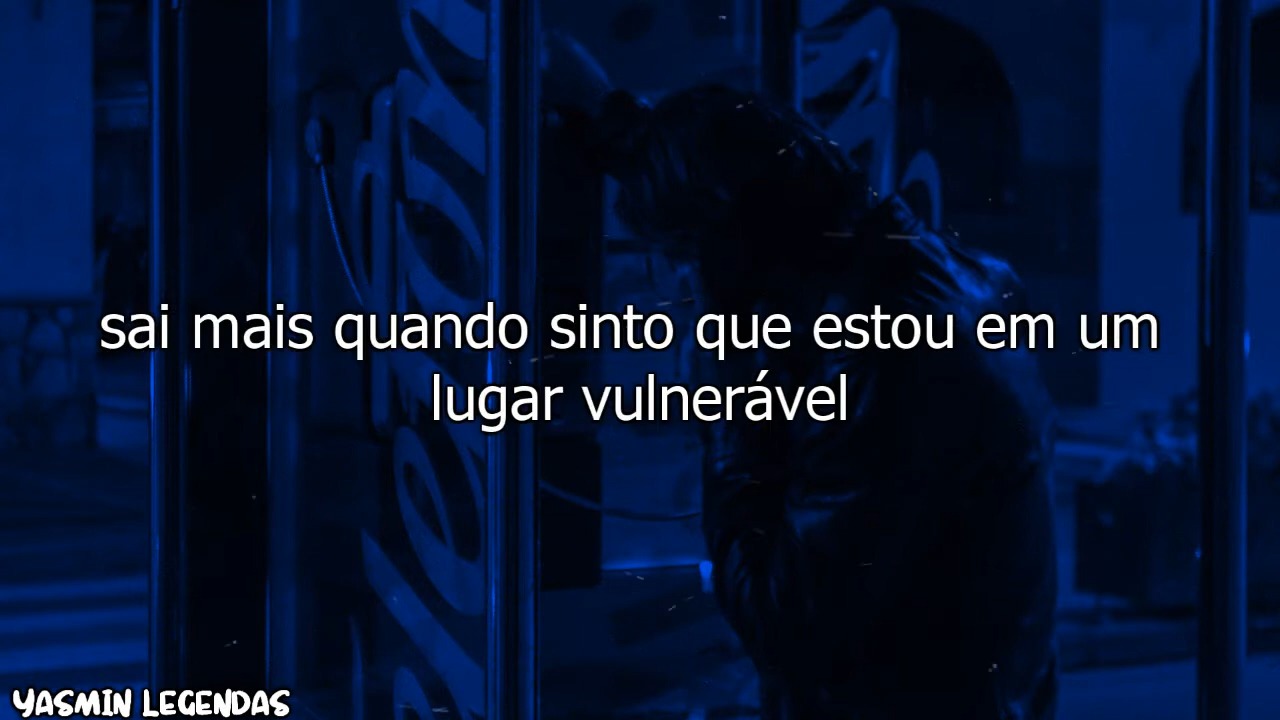 sai mais quando sinto que estou em um
lugar vulnerável
YASMIN LEGENDAS